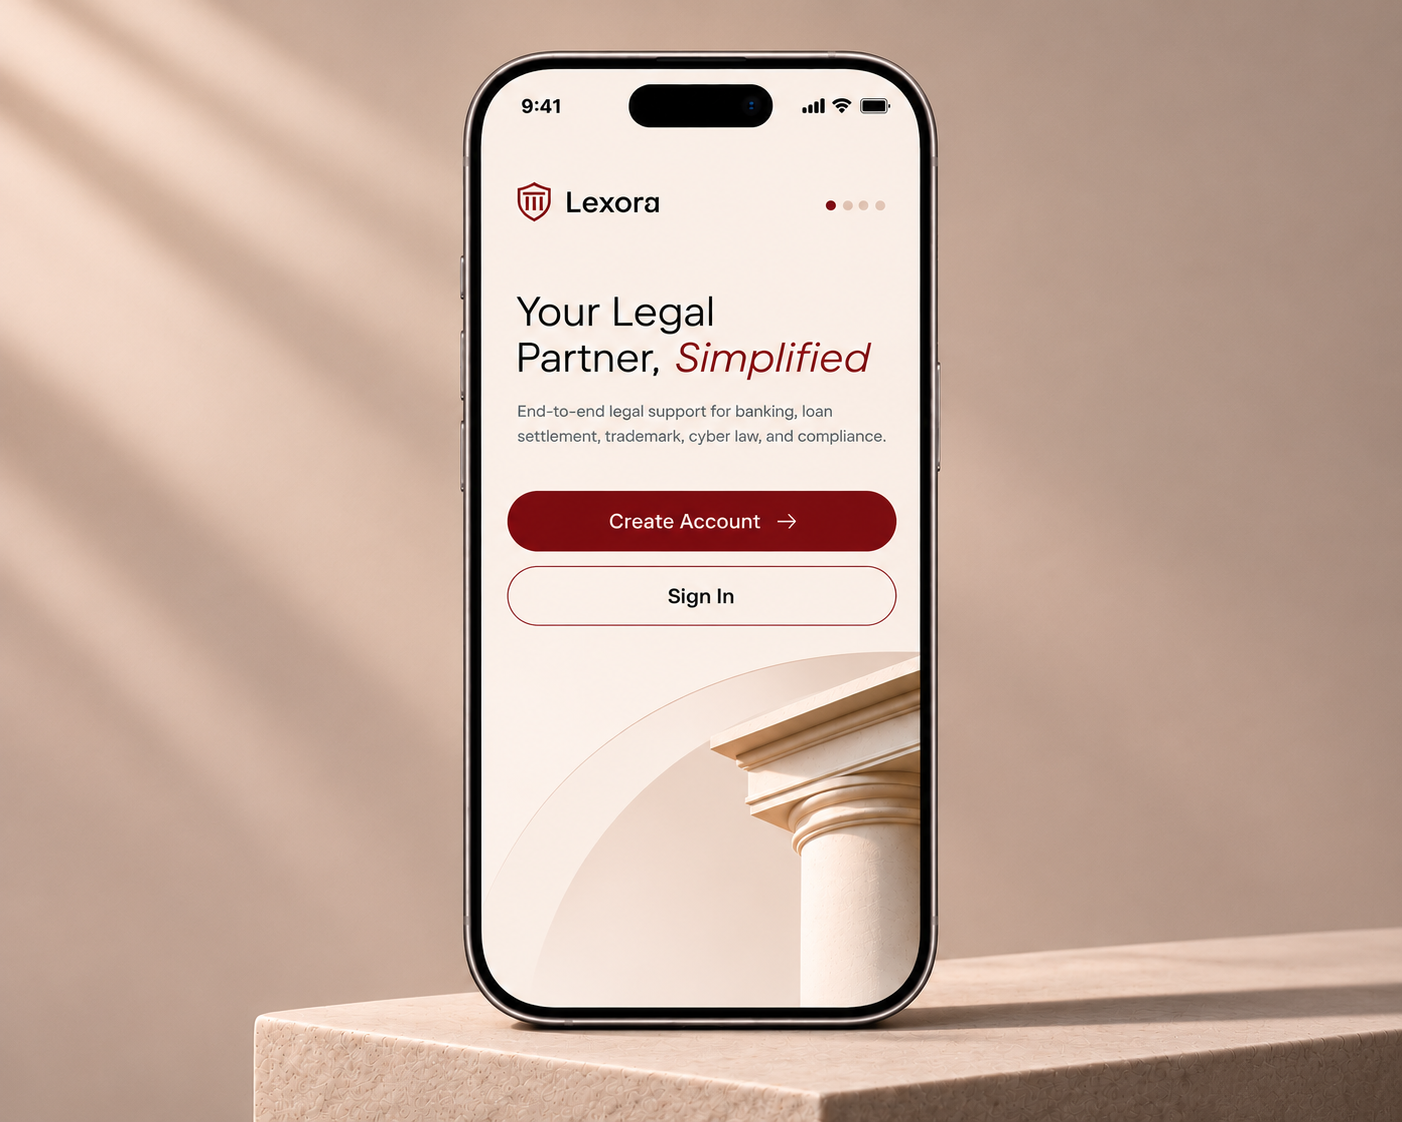 9:41
Lexora
Your Legal
Partner, Simplified
End-to-end legal support for banking, loan
settlement, trademark, cyber law, and compliance.
Create Account →
Sign In